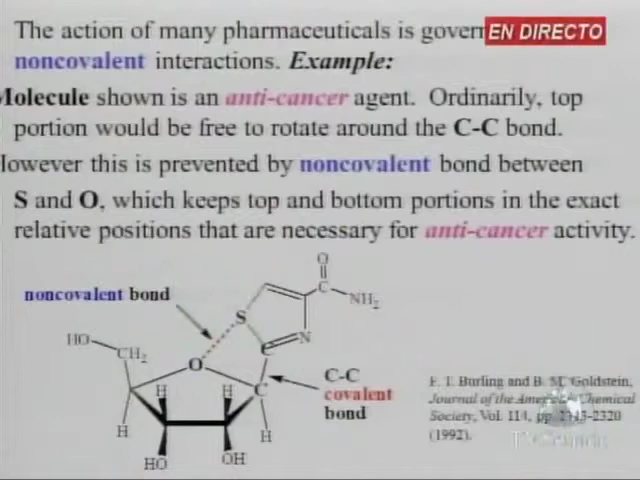 The action of many pharmaceuticals is gover
EN DIRECTO
noncovalent interactions. Example:
Molecule shown is an anti-cancer agent. Ordinarily, top
portion would be free to rotate around the C-C bond.
However this is prevented by noncovalent bond between
S and O, which keeps top and bottom portions in the exact
relative positions that are necessary for anti-cancer activity.
O
C
NH2
noncovalent bond
S
N
HO
CH2
O
C
C-C
covalent
bond
H
H
C
H
H
HO
OH
F. T. Burling and B. M. Goldstein,
Journal of the American Chemical
Society, Vol. 114, pp. 2313-2320
(1992).